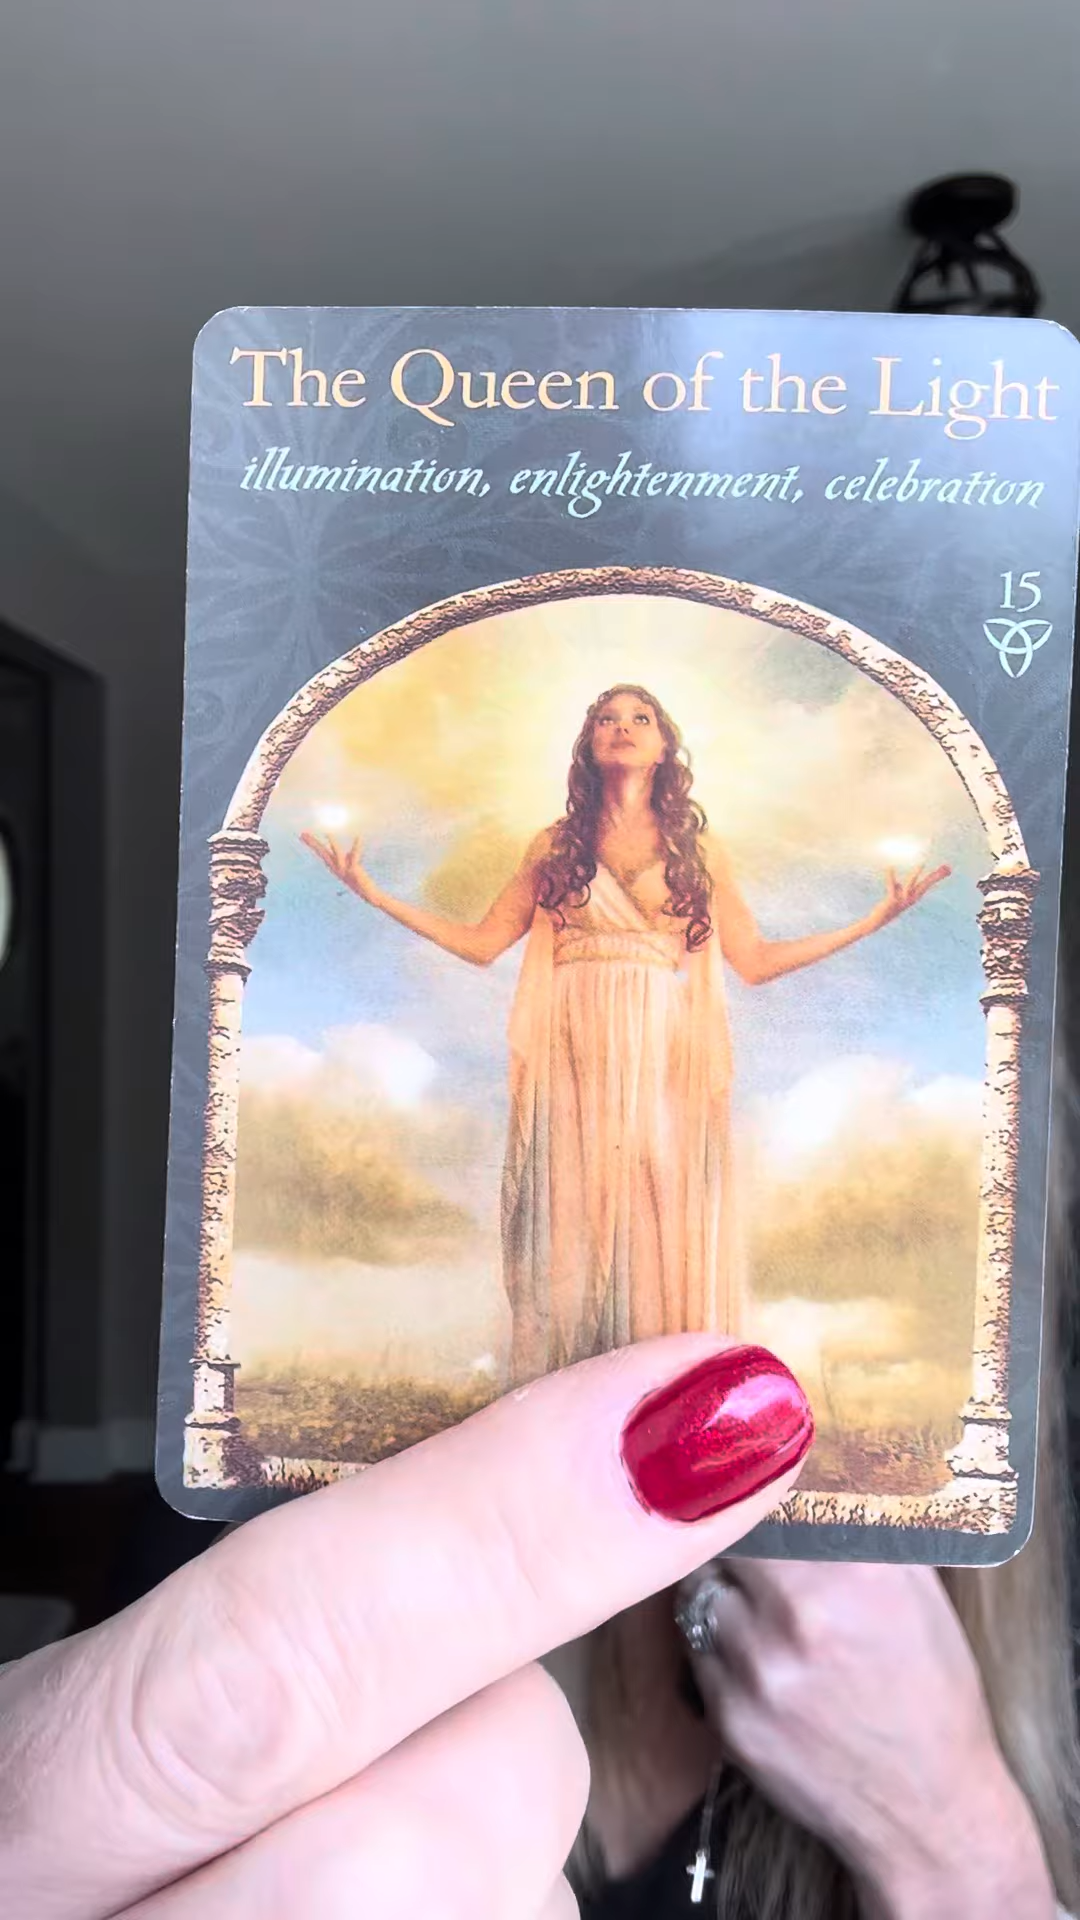 The Queen of the Light
illumination, enlightenment, celebration
15